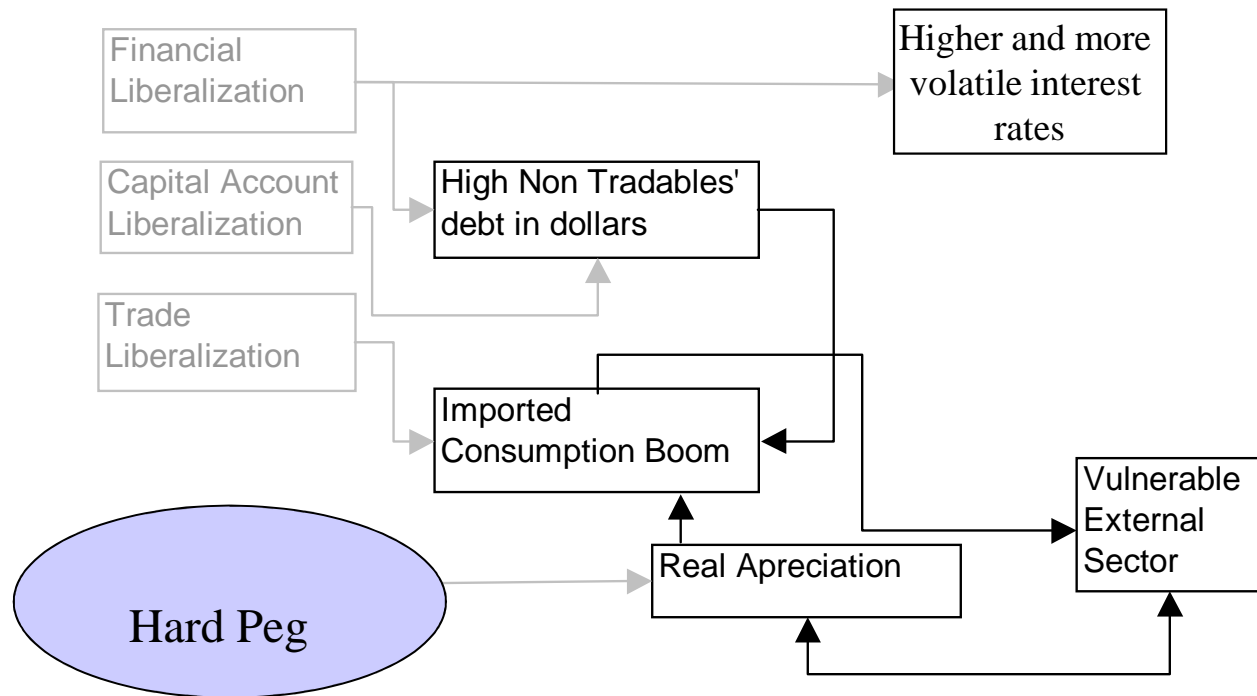 Financial
Liberalization
Higher and more
volatile interest
rates
Capital Account
Liberalization
High Non Tradables'
debt in dollars
Trade
Liberalization
Imported
Consumption Boom
Vulnerable
External
Sector
Real Apreciation
Hard Peg